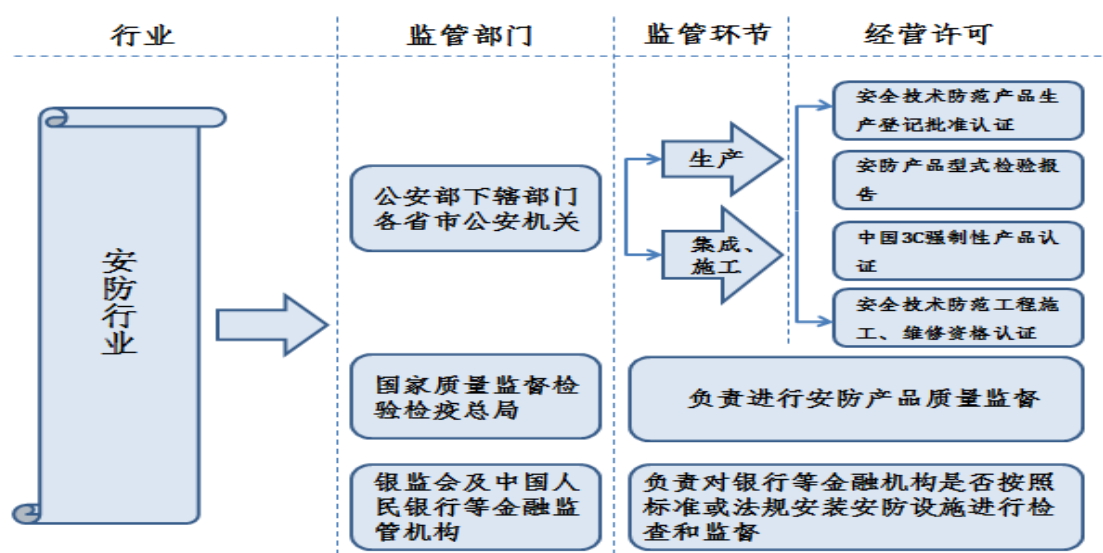 行业
监管部门
监管环节
经营许可
安防行业
公安部下辖部门
各省市公安机关
生产
集成、
施工
安全技术防范产品生
产登记批准认证
安防产品型式检验报
告
中国3C强制性产品认
证
安全技术防范工程施
工、维修资格认证
国家质量监督检
验检疫总局
负责进行安防产品质量监督
银监会及中国人
民银行等金融监
管机构
负责对银行等金融机构是否按照
标准或法规安装安防设施进行检
查和监督